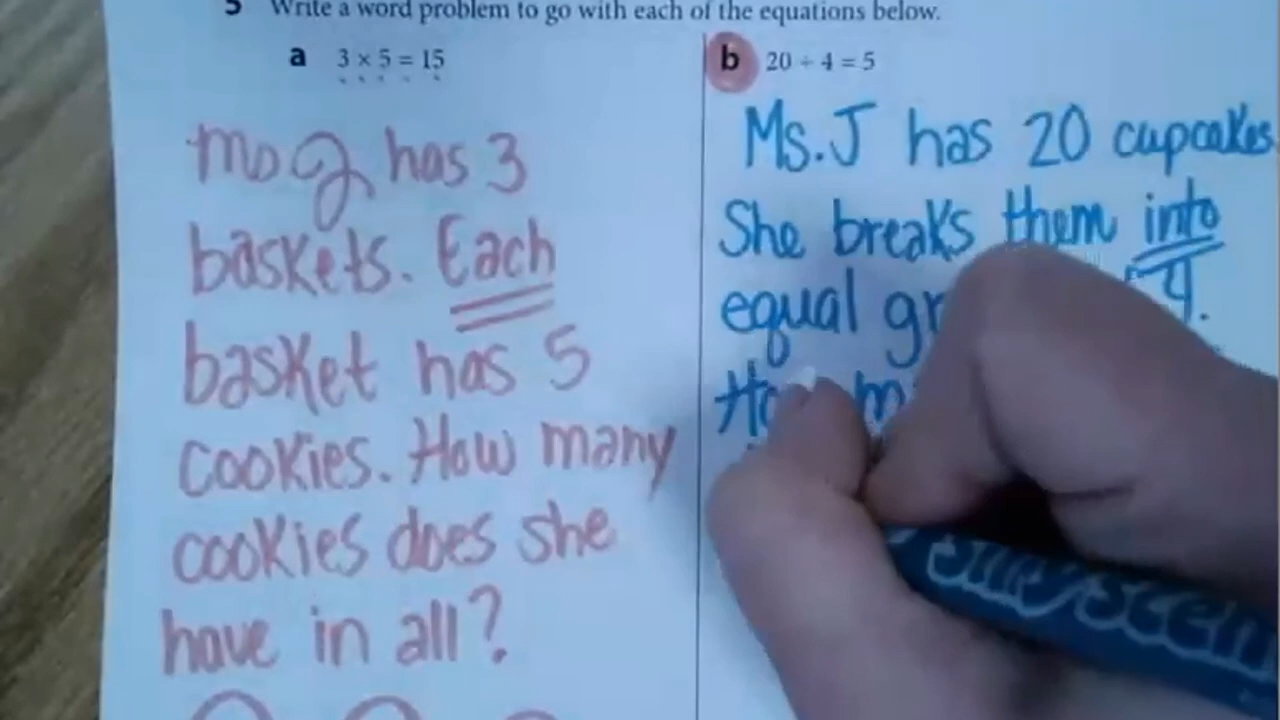 5 Write a word problem to go with each of the equations below.
a 3 × 5 = 15
Ms J has 3
baskets. Each
basket has 5
cookies. How many
cookies does she
have in all?
b 20 ÷ 4 = 5
Ms. J has 20 cupcakes
She breaks them into
equal 4.